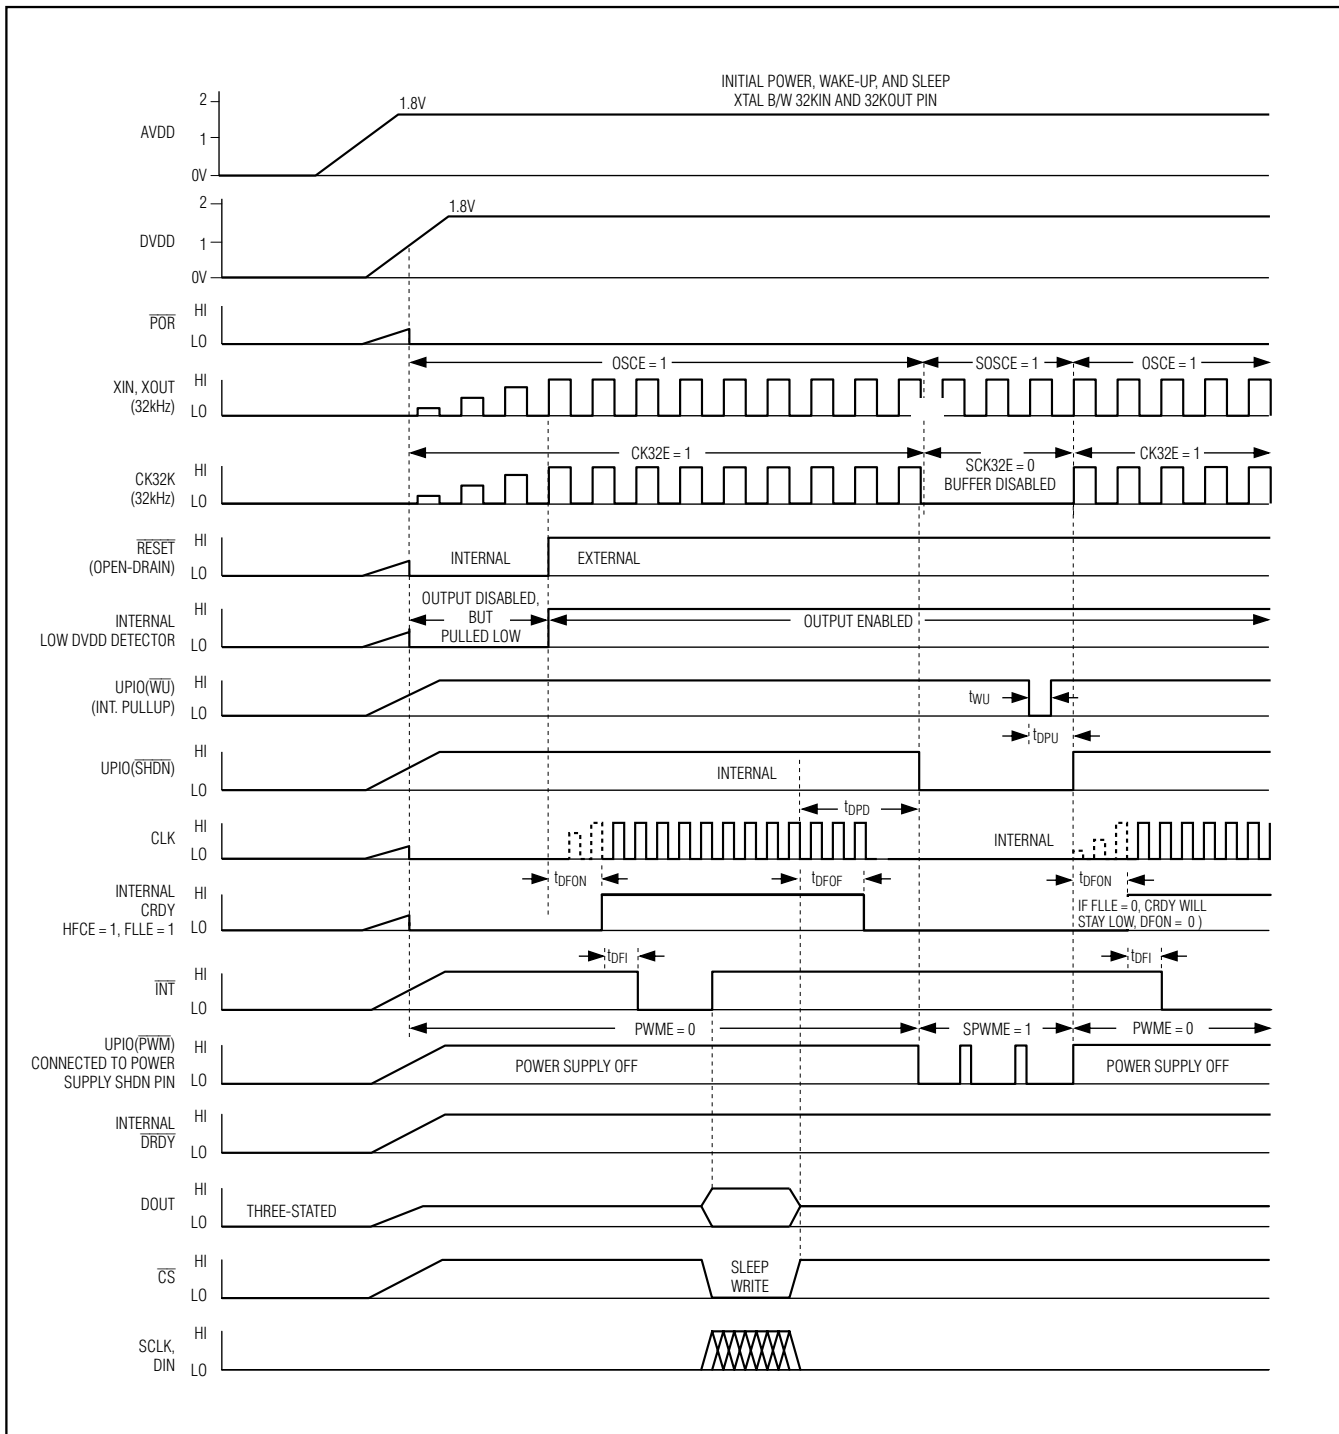 INITIAL POWER, WAKE-UP, AND SLEEP
XTAL B/W 32KIN AND 32KOUT PIN
AVDD
2
1
0V
1.8V
DVDD
2
1
0V
1.8V
POR
HI
LO
OSCE = 1
SOSCE = 1
OSCE = 1
XIN, XOUT
(32kHz)
HI
LO
CK32E = 1
SCK32E = 0
BUFFER DISABLED
CK32E = 1
CK32K
(32kHz)
HI
LO
RESET
(OPEN-DRAIN)
HI
LO
INTERNAL
EXTERNAL
INTERNAL
LOW DVDD DETECTOR
HI
LO
OUTPUT DISABLED,
BUT
PULLED LOW
OUTPUT ENABLED
UPIO(WU)
(INT. PULLUP)
HI
LO
tWU
tDPU
UPIO(SHDN)
HI
LO
INTERNAL
tDPD
CLK
HI
LO
INTERNAL
tDFON
tDFOF
tDFON
INTERNAL
CRDY
HFCE = 1, FLLE = 1
HI
LO
IF FLLE = 0, CRDY WILL
STAY LOW, DFON = 0 )
tDFI
tDFI
INT
HI
LO
PWME = 0
SPWME = 1
PWME = 0
UPIO(PWM)
CONNECTED TO POWER
SUPPLY SHDN PIN
HI
LO
POWER SUPPLY OFF
POWER SUPPLY OFF
INTERNAL
DRDY
HI
LO
DOUT
HI
LO
THREE-STATED
CS
HI
LO
SLEEP
WRITE
SCLK,
DIN
HI
LO